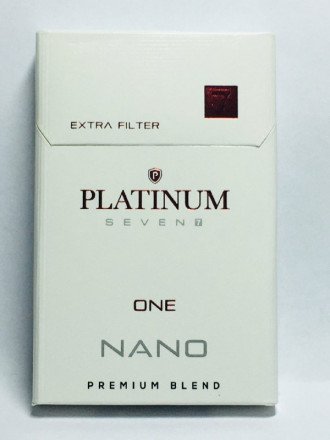 EXTRA FILTER
P
PLATINUM
SEVEN 7
ONE
NANO
PREMIUM BLEND